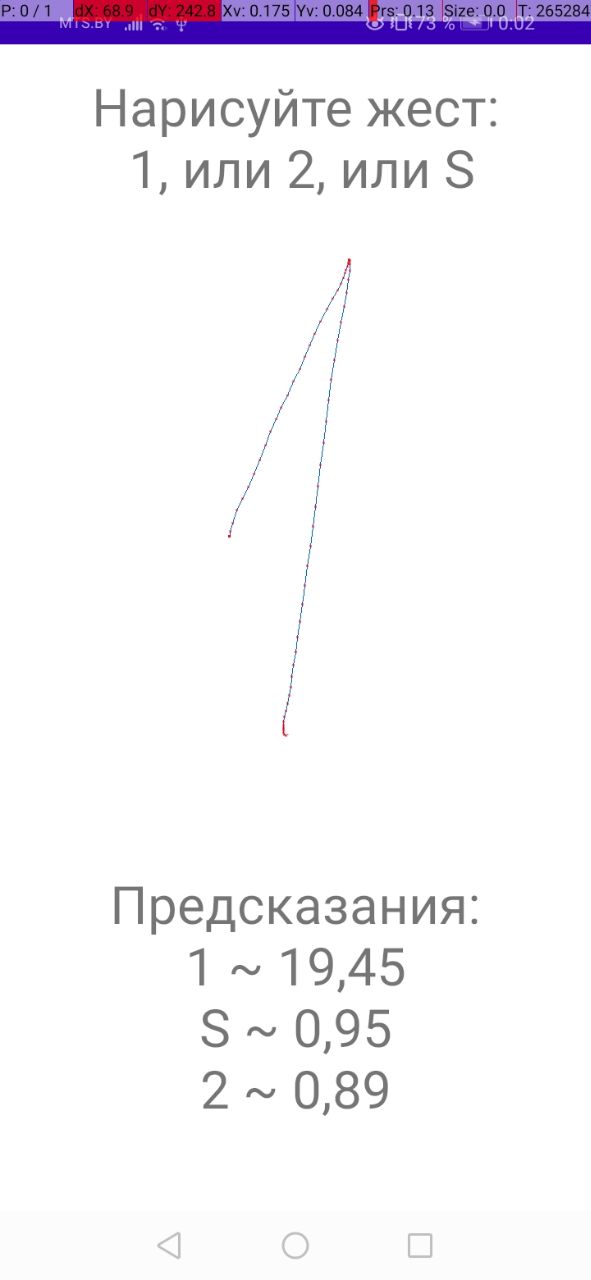 P: 0 / 1 dX: 68.9 dY: 242.8 Xv: 0.175 Yv: 0.084 Prs: 0.13 Size: 0.0 T: 265284
MTS.BY 73 % 0:02
Нарисуйте жест:
1, или 2, или S
Предсказания:
1 ~ 19,45
S ~ 0,95
2 ~ 0,89